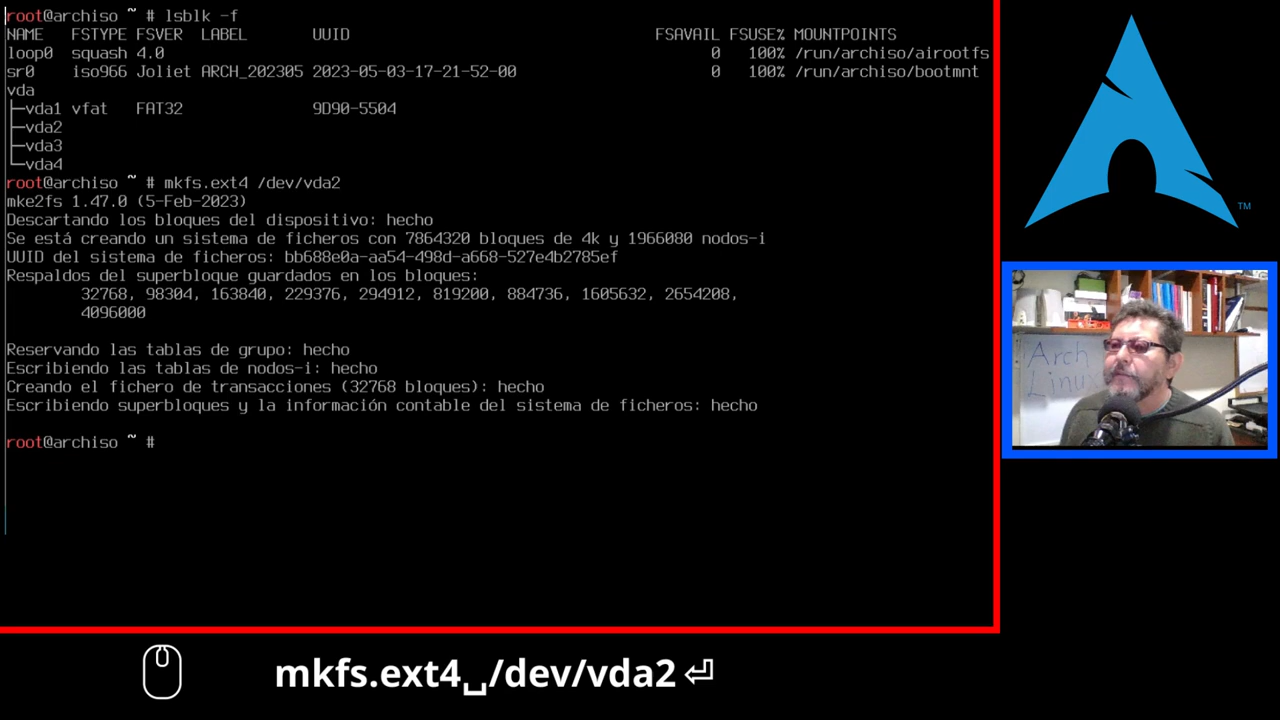 root@archiso ~ # lsblk -f
NAME   FSTYPE FSVER  LABEL       UUID                                 FSAVAIL FSUSE% MOUNTPOINTS
loop0  squash 4.0                                                           0   100% /run/archiso/airootfs
sr0    iso966 Joliet ARCH_202305 2023-05-03-17-21-52-00                     0   100% /run/archiso/bootmnt
vda
├─vda1 vfat   FAT32              9D90-5504
├─vda2
├─vda3
└─vda4
root@archiso ~ # mkfs.ext4 /dev/vda2
mke2fs 1.47.0 (5-Feb-2023)
Descartando los bloques del dispositivo: hecho
Se está creando un sistema de ficheros con 7864320 bloques de 4k y 1966080 nodos-i
UUID del sistema de ficheros: bb688e0a-aa54-498d-a668-527e4b2785ef
Respaldos del superbloque guardados en los bloques:
        32768, 98304, 163840, 229376, 294912, 819200, 884736, 1605632, 2654208,
        4096000
Reservando las tablas de grupo: hecho
Escribiendo las tablas de nodos-i: hecho
Creando el fichero de transacciones (32768 bloques): hecho
Escribiendo superbloques y la información contable del sistema de ficheros: hecho
root@archiso ~ #
TM
Arch
Linux
mkfs.ext4␣/dev/vda2 ⏎